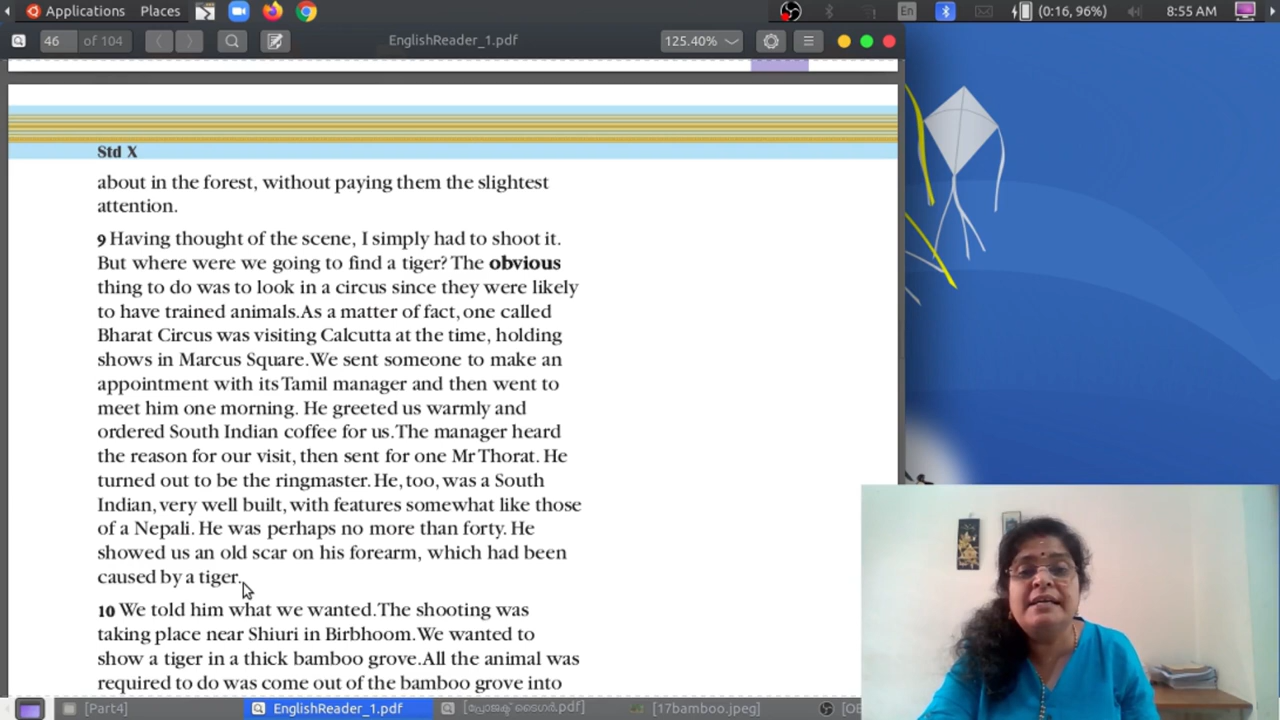 Applications Places En (0:16, 96%) 8:55 AM
46 of 104 EnglishReader_1.pdf 125.40%
Std X
about in the forest, without paying them the slightest
attention.
9 Having thought of the scene, I simply had to shoot it.
But where were we going to find a tiger? The obvious
thing to do was to look in a circus since they were likely
to have trained animals.As a matter of fact, one called
Bharat Circus was visiting Calcutta at the time, holding
shows in Marcus Square.We sent someone to make an
appointment with its Tamil manager and then went to
meet him one morning. He greeted us warmly and
ordered South Indian coffee for us.The manager heard
the reason for our visit, then sent for one Mr Thorat. He
turned out to be the ringmaster. He, too, was a South
Indian, very well built, with features somewhat like those
of a Nepali. He was perhaps no more than forty. He
showed us an old scar on his forearm, which had been
caused by a tiger.
10 We told him what we wanted.The shooting was
taking place near Shiuri in Birbhoom.We wanted to
show a tiger in a thick bamboo grove.All the animal was
required to do was come out of the bamboo grove into
[Part4] EnglishReader_1.pdf [പ്രോജക്ട് ടൈഗർ.pdf] [17bamboo.jpeg] [OB